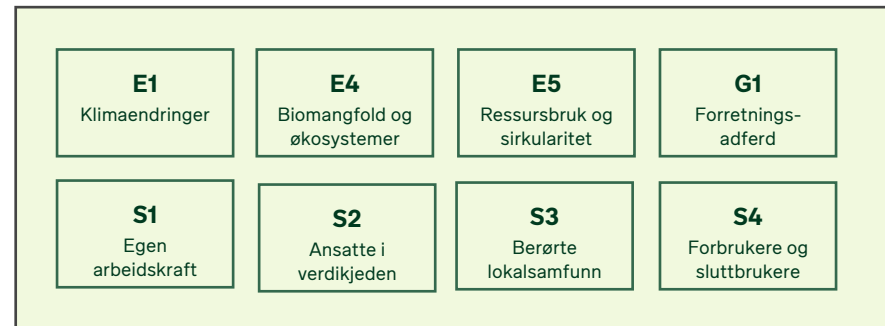 E1
Klimaendringer
E4
Biomangfold og
økosystemer
E5
Ressursbruk og
sirkularitet
G1
Forretnings-
adferd
S1
Egen
arbeidskraft
S2
Ansatte i
verdikjeden
S3
Berørte
lokalsamfunn
S4
Forbrukere og
sluttbrukere